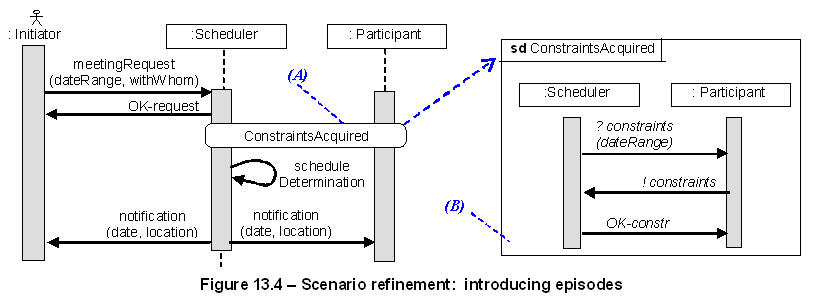 : Initiator
:Scheduler
: Participant
meetingRequest
(dateRange, withWhom)
OK-request
(A)
ConstraintsAcquired
schedule
Determination
notification
(date, location)
notification
(date, location)
sd ConstraintsAcquired
:Scheduler
: Participant
? constraints
(dateRange)
! constraints
OK-constr
(B)
Figure 13.4 – Scenario refinement: introducing episodes